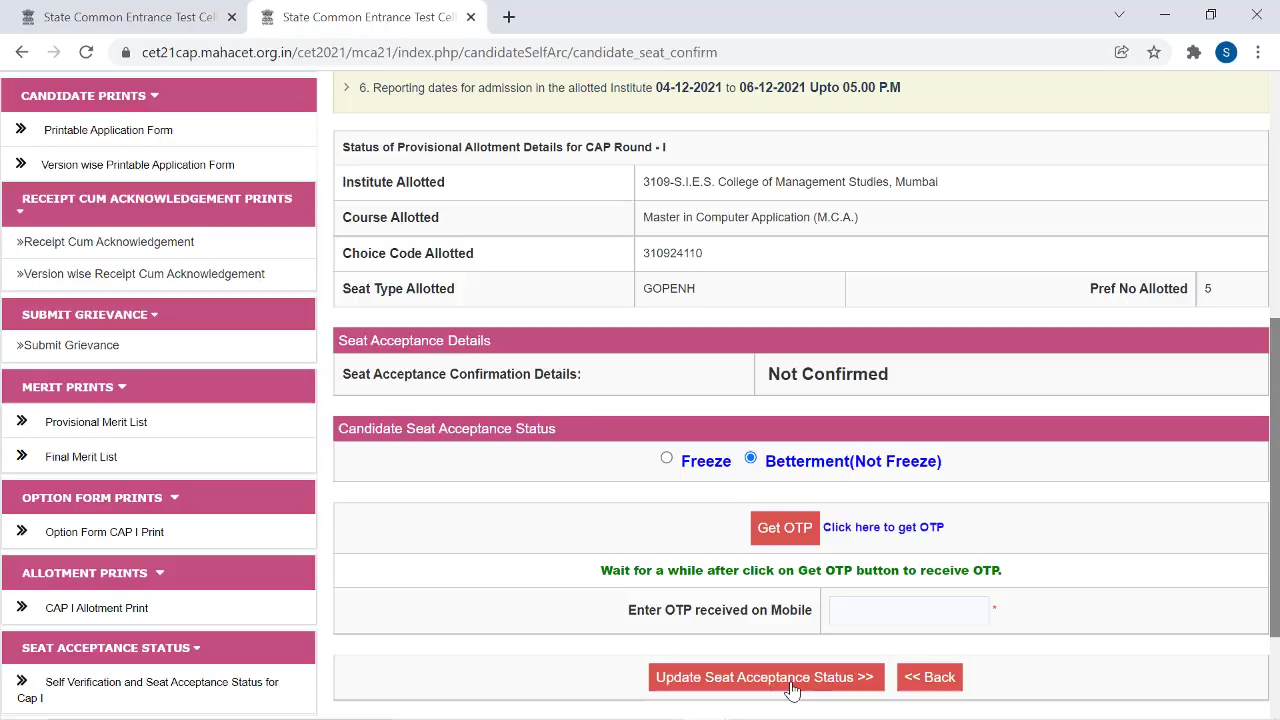 State Common Entrance Test Cell
State Common Entrance Test Cell
cet21cap.mahacet.org.in/cet2021/mca21/index.php/candidateSelfArc/candidate_seat_confirm
S
CANDIDATE PRINTS
Printable Application Form
Version wise Printable Application Form
RECEIPT CUM ACKNOWLEDGEMENT PRINTS
»Receipt Cum Acknowledgement
»Version wise Receipt Cum Acknowledgement
SUBMIT GRIEVANCE
»Submit Grievance
MERIT PRINTS
Provisional Merit List
Final Merit List
OPTION FORM PRINTS
Option Form CAP I Print
ALLOTMENT PRINTS
CAP I Allotment Print
SEAT ACCEPTANCE STATUS
Self Verification and Seat Acceptance Status for
Cap I
6. Reporting dates for admission in the allotted Institute 04-12-2021 to 06-12-2021 Upto 05.00 P.M
Status of Provisional Allotment Details for CAP Round - I
Institute Allotted 3109-S.I.E.S. College of Management Studies, Mumbai
Course Allotted Master in Computer Application (M.C.A.)
Choice Code Allotted 310924110
Seat Type Allotted GOPENH Pref No Allotted 5
Seat Acceptance Details
Seat Acceptance Confirmation Details: Not Confirmed
Candidate Seat Acceptance Status
Freeze Betterment(Not Freeze)
Get OTP Click here to get OTP
Wait for a while after click on Get OTP button to receive OTP.
Enter OTP received on Mobile *
Update Seat Acceptance Status >> << Back